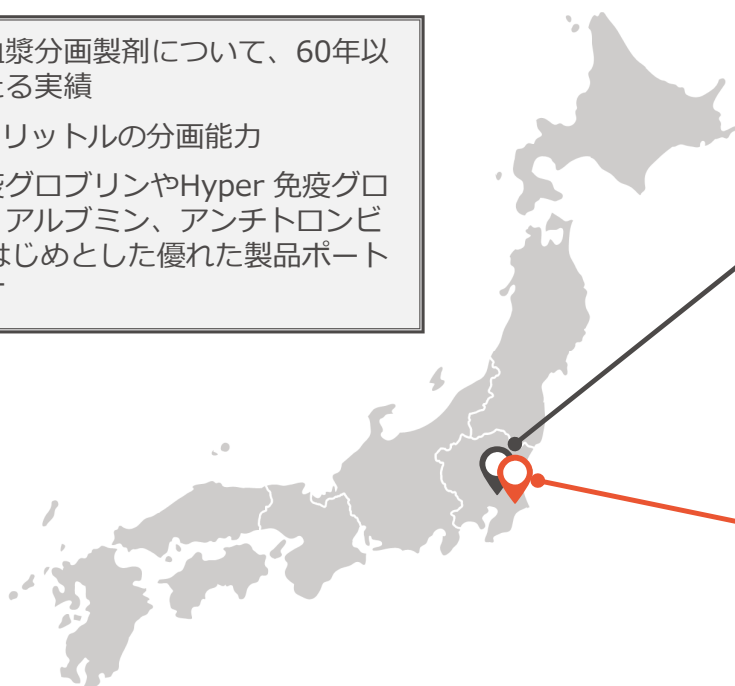 漿分画製剤について、60年以
る実績
リットルの分画能力
グロブリンやHyper 免疫グロ
アルブミン、アンチトロンビ
はじめとした優れた製品ポート